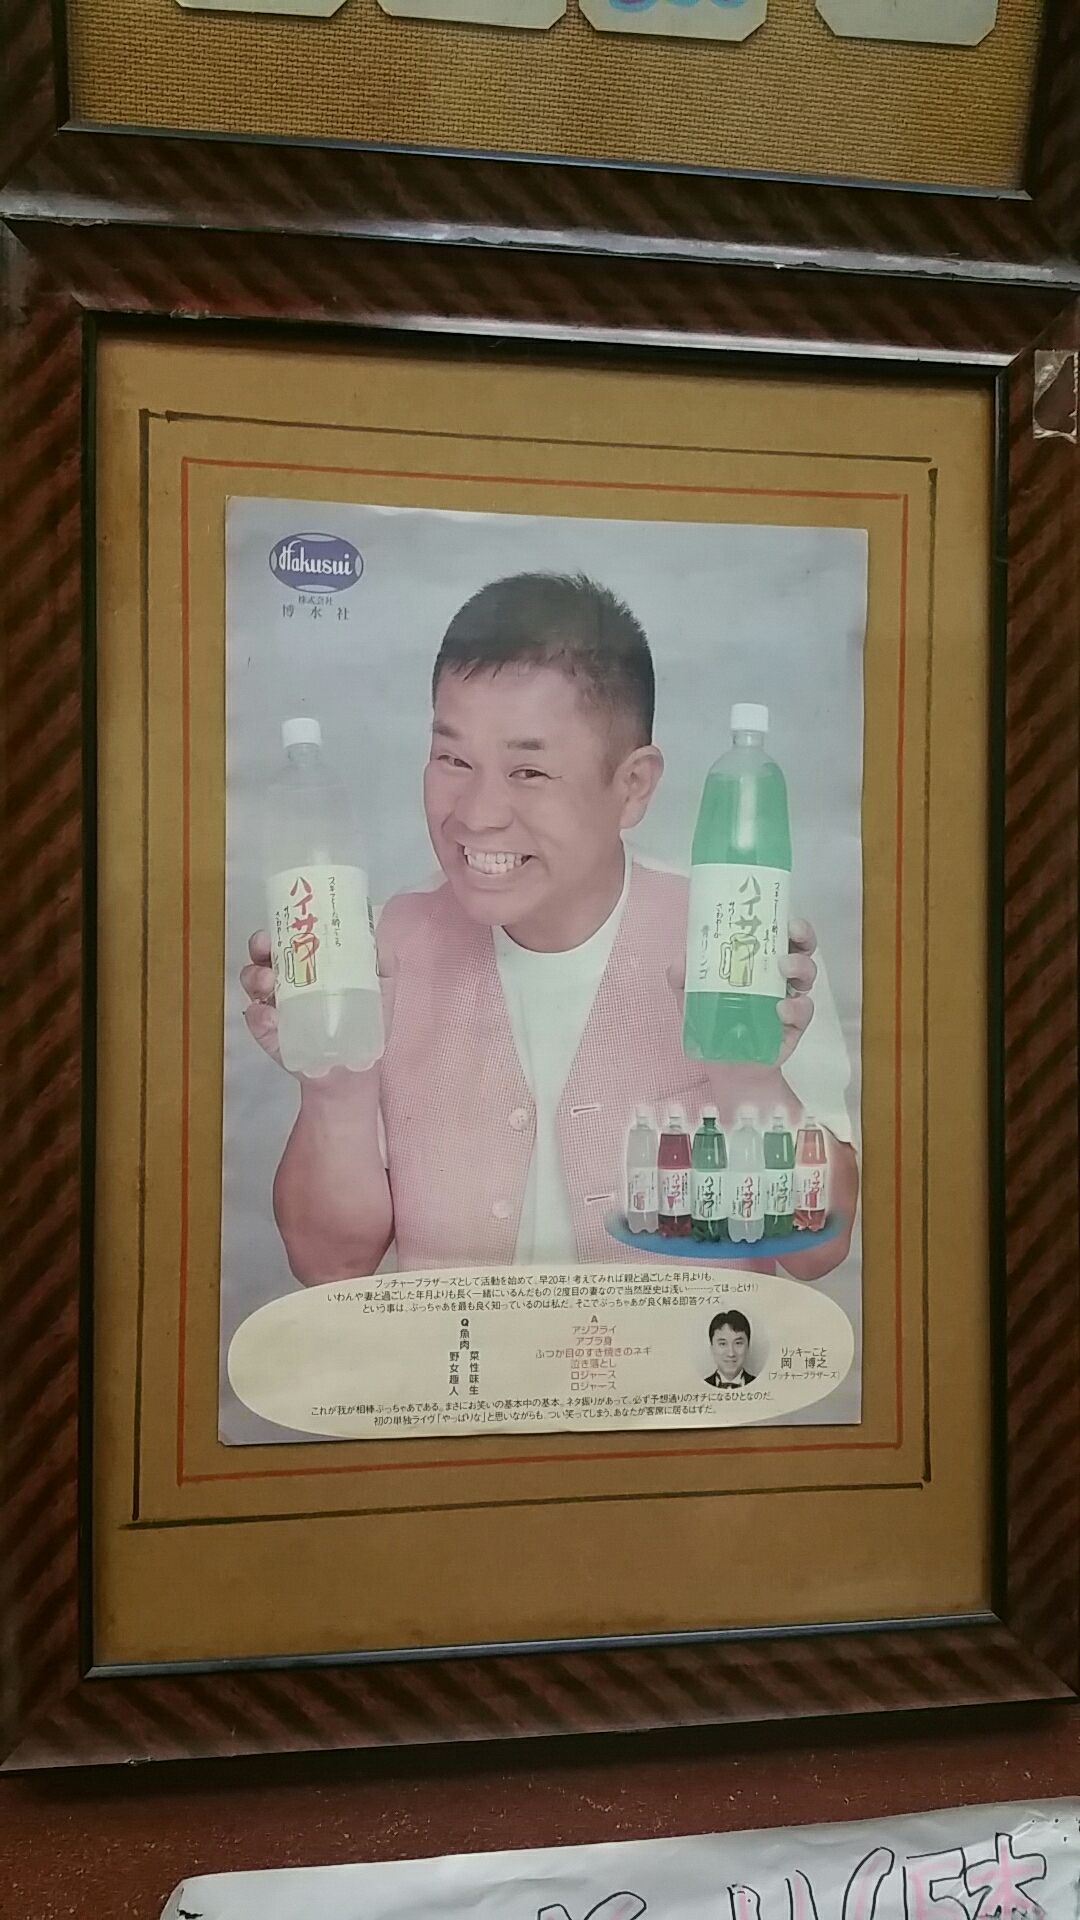 Hakusui
株式会社
博水社
ハイサワー
ハイサワー
青リンゴ
ブッチャーブラザーズとして活動を始めて、早20年!考えてみれば親と過ごした年月よりも、
いわんや妻と過ごした年月よりも長く一緒にいるんだもの(2度目の妻なので当然歴史は浅い………ってほっとけ!)
という事は、ぶっちゃあを最も良く知っているのは私だ。そこでぶっちゃあが良く解る即答クイズ。
Q A
魚 アジフライ
肉 アブラ身
野菜 ふつか目のすき焼きのネギ
女性 泣き落とし
趣味 ロジャース
人生 ロジャース
リッキーこと
岡 博之
(ブッチャーブラザーズ)
これが我が相棒ぶっちゃあである。まさにお笑いの基本中の基本。ネタ振りがあって、必ず予想通りのオチになるひとなのだ。
初の単独ライヴ「やっぱりな」と思いながらも、つい笑ってしまう、あなたが客席に居るはずだ。